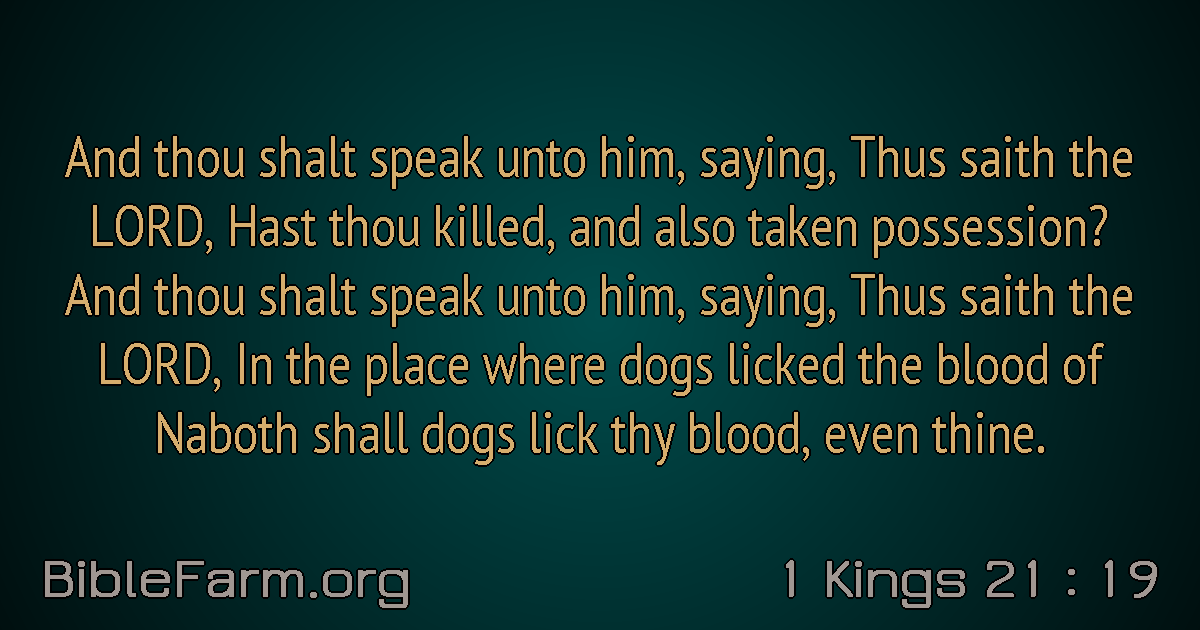 And thou shalt speak unto him, saying, Thus saith the
LORD, Hast thou killed, and also taken possession?
And thou shalt speak unto him, saying, Thus saith the
LORD, In the place where dogs licked the blood of
Naboth shall dogs lick thy blood, even thine.
BibleFarm.org
1 Kings 21 : 19